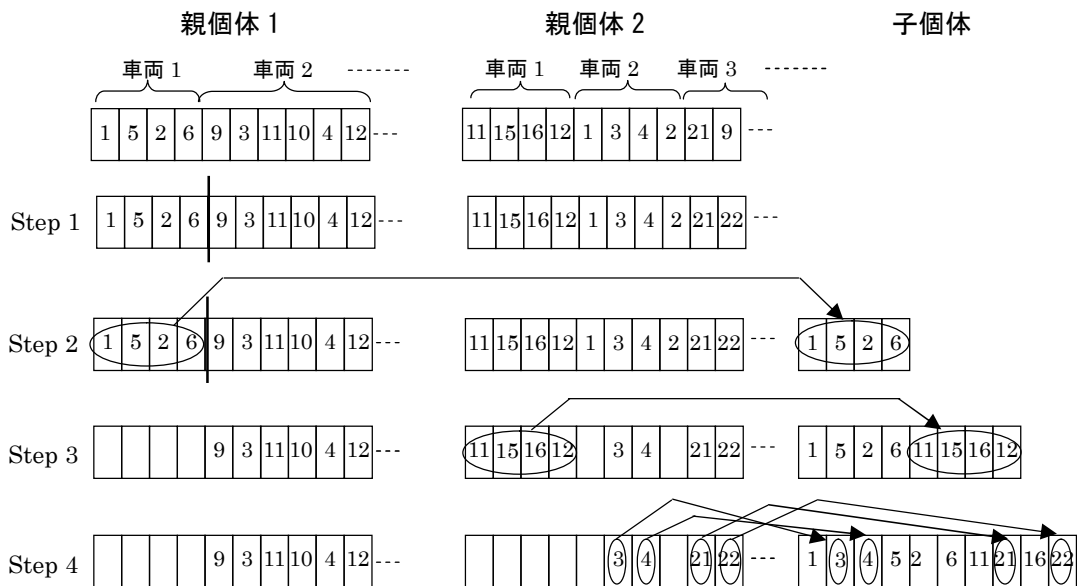 親個体 1 親個体 2 子個体
車両 1 車両 2 ------- 車両 1 車両 2 車両 3 -------
1 5 2 6 9 3 11 10 4 12 --- 11 15 16 12 1 3 4 2 21 9 ---
Step 1 1 5 2 6 9 3 11 10 4 12 --- 11 15 16 12 1 3 4 2 21 22 ---
Step 2 1 5 2 6 9 3 11 10 4 12 --- 11 15 16 12 1 3 4 2 21 22 --- 1 5 2 6
Step 3 9 3 11 10 4 12 --- 11 15 16 12 3 4 21 22 --- 1 5 2 6 11 15 16 12
Step 4 9 3 11 10 4 12 --- 3 4 21 22 --- 1 3 4 5 2 6 11 21 16 22